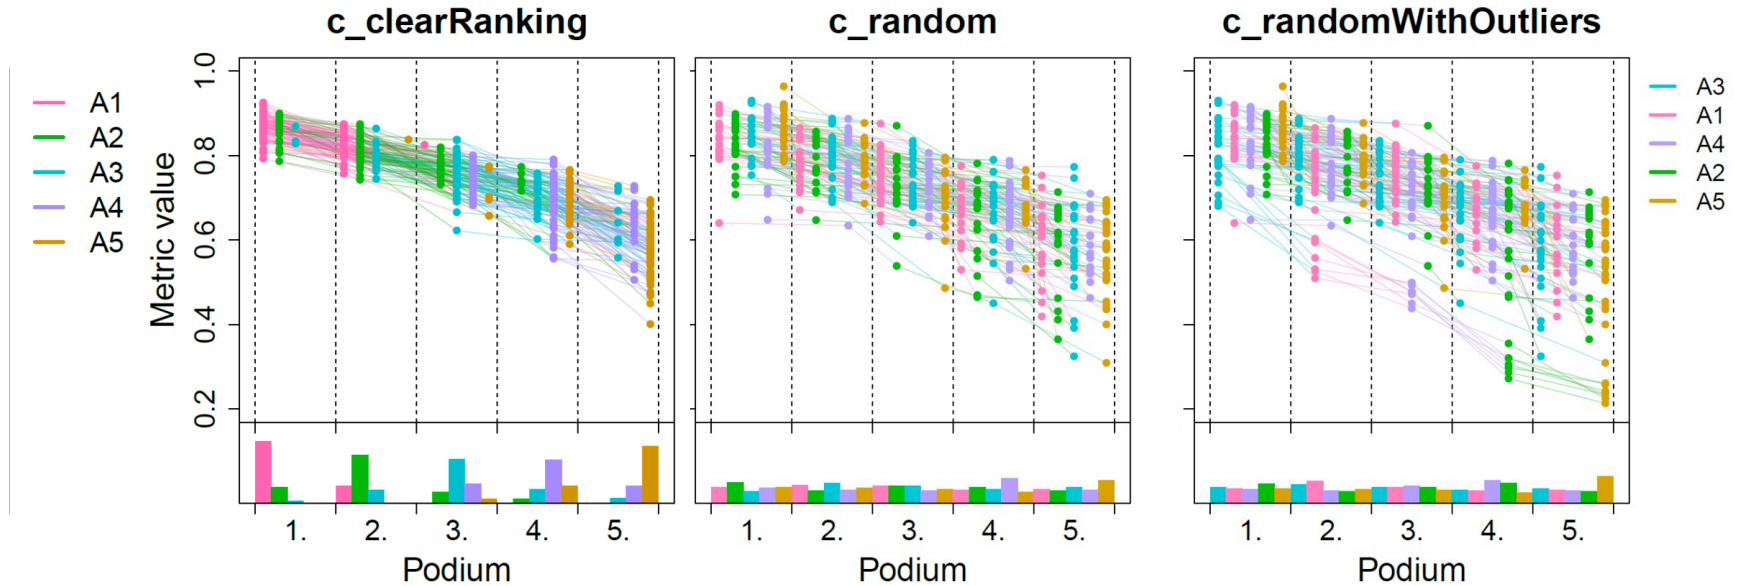 c_clearRanking
c_random
c_randomWithOutliers
A1
A2
A3
A4
A5
Metric value
1.0
0.8
0.6
0.4
0.2
A3
A1
A4
A2
A5
1. 2. 3. 4. 5.
1. 2. 3. 4. 5.
1. 2. 3. 4. 5.
Podium
Podium
Podium